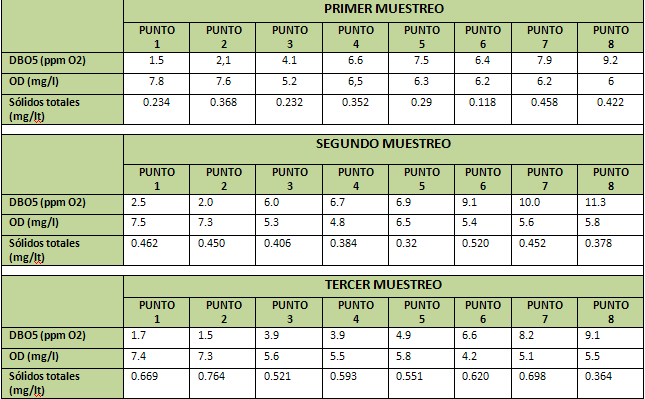 PRIMER MUESTREO
PUNTO 1 PUNTO 2 PUNTO 3 PUNTO 4 PUNTO 5 PUNTO 6 PUNTO 7 PUNTO 8
DBO5 (ppm O2) 1.5 2,1 4.1 6.6 7.5 6.4 7.9 9.2
OD (mg/l) 7.8 7.6 5.2 6,5 6.3 6.2 6.2 6
Sólidos totales (mg/lt) 0.234 0.368 0.232 0.352 0.29 0.118 0.458 0.422
SEGUNDO MUESTREO
PUNTO 1 PUNTO 2 PUNTO 3 PUNTO 4 PUNTO 5 PUNTO 6 PUNTO 7 PUNTO 8
DBO5 (ppm O2) 2.5 2.0 6.0 6.7 6.9 9.1 10.0 11.3
OD (mg/l) 7.5 7.3 5.3 4.8 6.5 5.4 5.6 5.8
Sólidos totales (mg/lt) 0.462 0.450 0.406 0.384 0.32 0.520 0.452 0.378
TERCER MUESTREO
PUNTO 1 PUNTO 2 PUNTO 3 PUNTO 4 PUNTO 5 PUNTO 6 PUNTO 7 PUNTO 8
DBO5 (ppm O2) 1.7 1.5 3.9 3.9 4.9 6.6 8.2 9.1
OD (mg/l) 7.4 7.3 5.6 5.5 5.8 4.2 5.1 5.5
Sólidos totales (mg/lt) 0.669 0.764 0.521 0.593 0.551 0.620 0.698 0.364